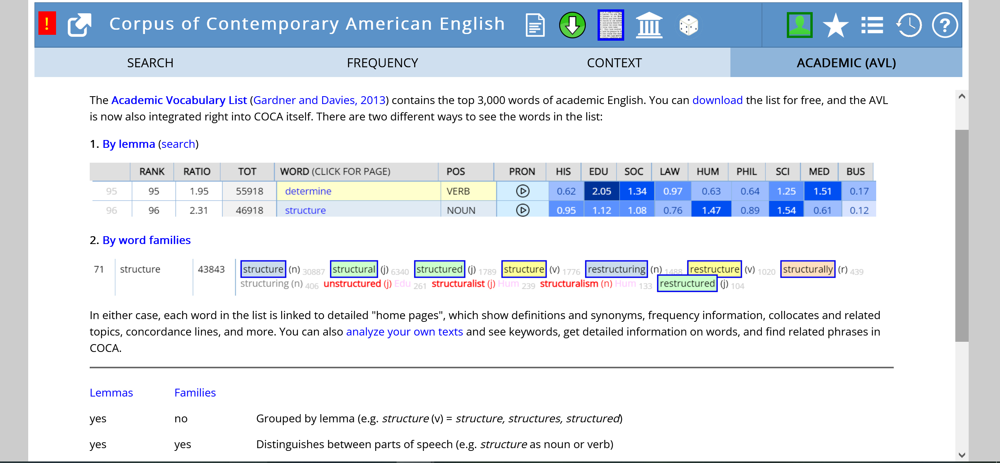 ! Corpus of Contemporary American English ?
SEARCH FREQUENCY CONTEXT ACADEMIC (AVL)
The Academic Vocabulary List (Gardner and Davies, 2013) contains the top 3,000 words of academic English. You can download the list for free, and the AVL
is now also integrated right into COCA itself. There are two different ways to see the words in the list:
1. By lemma (search)
RANK RATIO TOT WORD (CLICK FOR PAGE) POS PRON HIS EDU SOC LAW HUM PHIL SCI MED BUS
95 95 1.95 55918 determine VERB 0.62 2.05 1.34 0.97 0.63 0.64 1.25 1.51 0.17
96 96 2.31 46918 structure NOUN 0.95 1.12 1.08 0.76 1.47 0.89 1.54 0.61 0.12
2. By word families
71 structure 43843 structure (n) 30887 structural (j) 6340 structured (j) 1789 structure (v) 1776 restructuring (n) 1488 restructure (v) 1020 structurally (r) 439
structuring (n) 406 unstructured (j) Edu 261 structuralist (j) Hum 239 structuralism (n) Hum 133 restructured (j) 104
In either case, each word in the list is linked to detailed "home pages", which show definitions and synonyms, frequency information, collocates and related
topics, concordance lines, and more. You can also analyze your own texts and see keywords, get detailed information on words, and find related phrases in
COCA.
Lemmas Families
yes no Grouped by lemma (e.g. structure (v) = structure, structures, structured)
yes yes Distinguishes between parts of speech (e.g. structure as noun or verb)